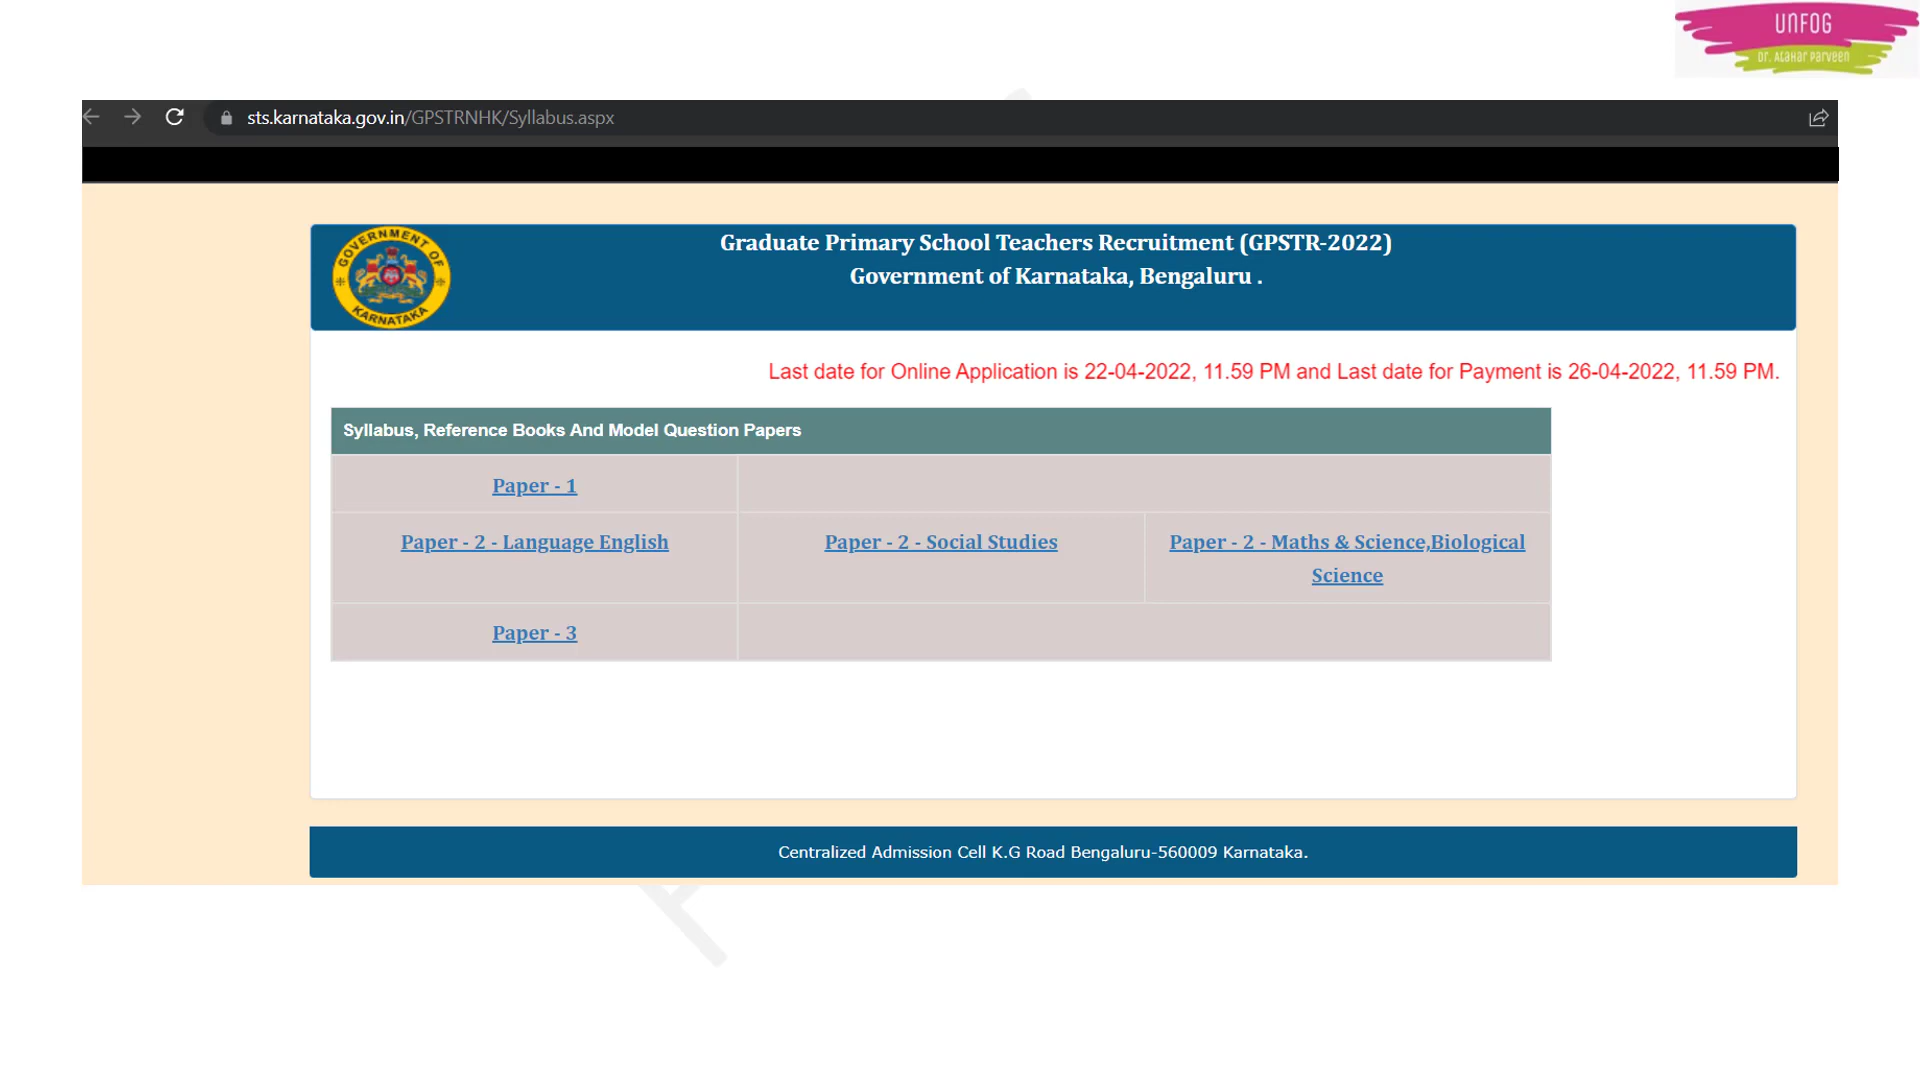 UNFOG
Dr. Atahar Parveen
sts.karnataka.gov.in/GPSTRNHK/Syllabus.aspx
GOVERNMENT OF
KARNATAKA
Graduate Primary School Teachers Recruitment (GPSTR-2022)
Government of Karnataka, Bengaluru .
Last date for Online Application is 22-04-2022, 11.59 PM and Last date for Payment is 26-04-2022, 11.59 PM.
Syllabus, Reference Books And Model Question Papers
Paper - 1
Paper - 2 - Language English
Paper - 2 - Social Studies
Paper - 2 - Maths & Science,Biological
Science
Paper - 3
Centralized Admission Cell K.G Road Bengaluru-560009 Karnataka.